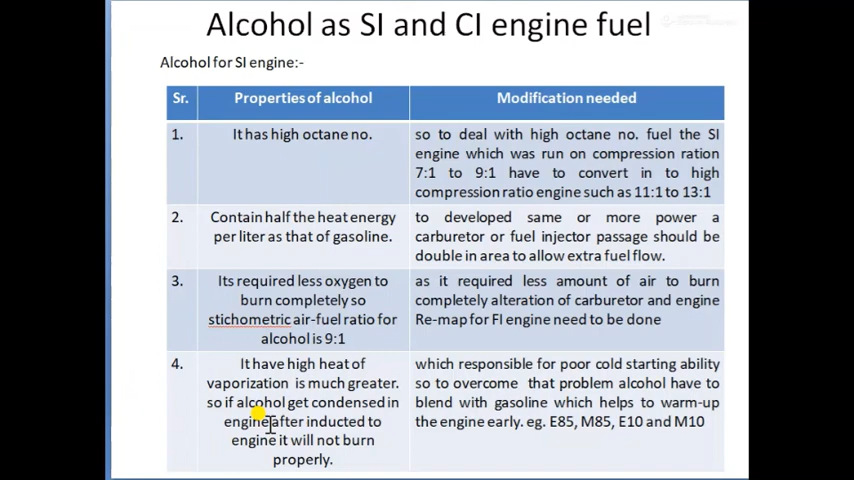 Alcohol as SI and CI engine fuel
Alcohol for SI engine:-
Sr.
Properties of alcohol
Modification needed
1.
It has high octane no.
so to deal with high octane no. fuel the SI
engine which was run on compression ration
7:1 to 9:1 have to convert in to high
compression ratio engine such as 11:1 to 13:1
2.
Contain half the heat energy
per liter as that of gasoline.
to developed same or more power a
carburetor or fuel injector passage should be
double in area to allow extra fuel flow.
3.
Its required less oxygen to
burn completely so
stichometric air-fuel ratio for
alcohol is 9:1
as it required less amount of air to burn
completely alteration of carburetor and engine
Re-map for FI engine need to be done
4.
It have high heat of
vaporization is much greater.
so if alcohol get condensed in
engine after inducted to
engine it will not burn
properly.
which responsible for poor cold starting ability
so to overcome that problem alcohol have to
blend with gasoline which helps to warm-up
the engine early. eg. E85, M85, E10 and M10